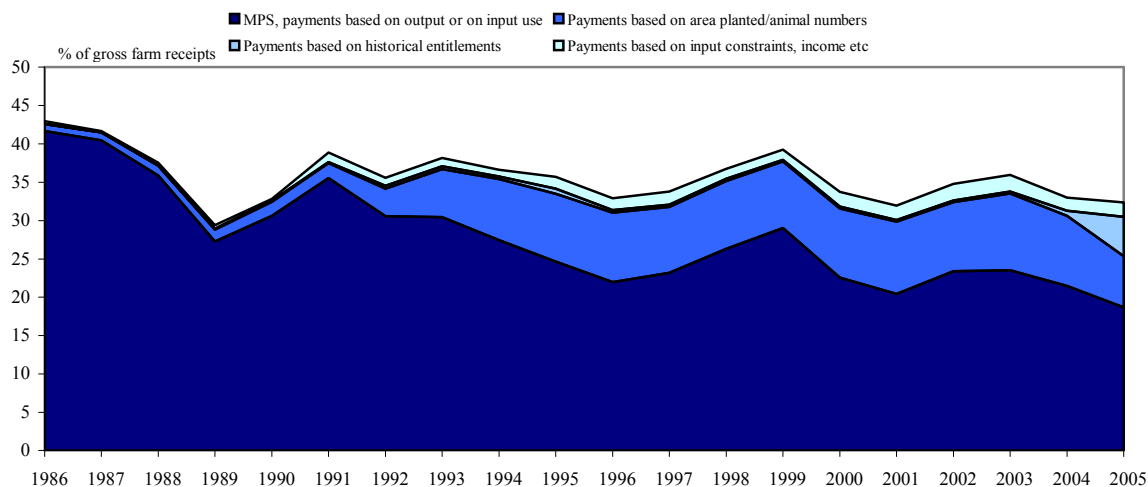 MPS, payments based on output or on input use Payments based on area planted/animal numbers
Payments based on historical entitlements Payments based on input constraints, income etc
% of gross farm receipts
50
45
40
35
30
25
20
15
10
5
0
1986 1987 1988 1989 1990 1991 1992 1993 1994 1995 1996 1997 1998 1999 2000 2001 2002 2003 2004 2005